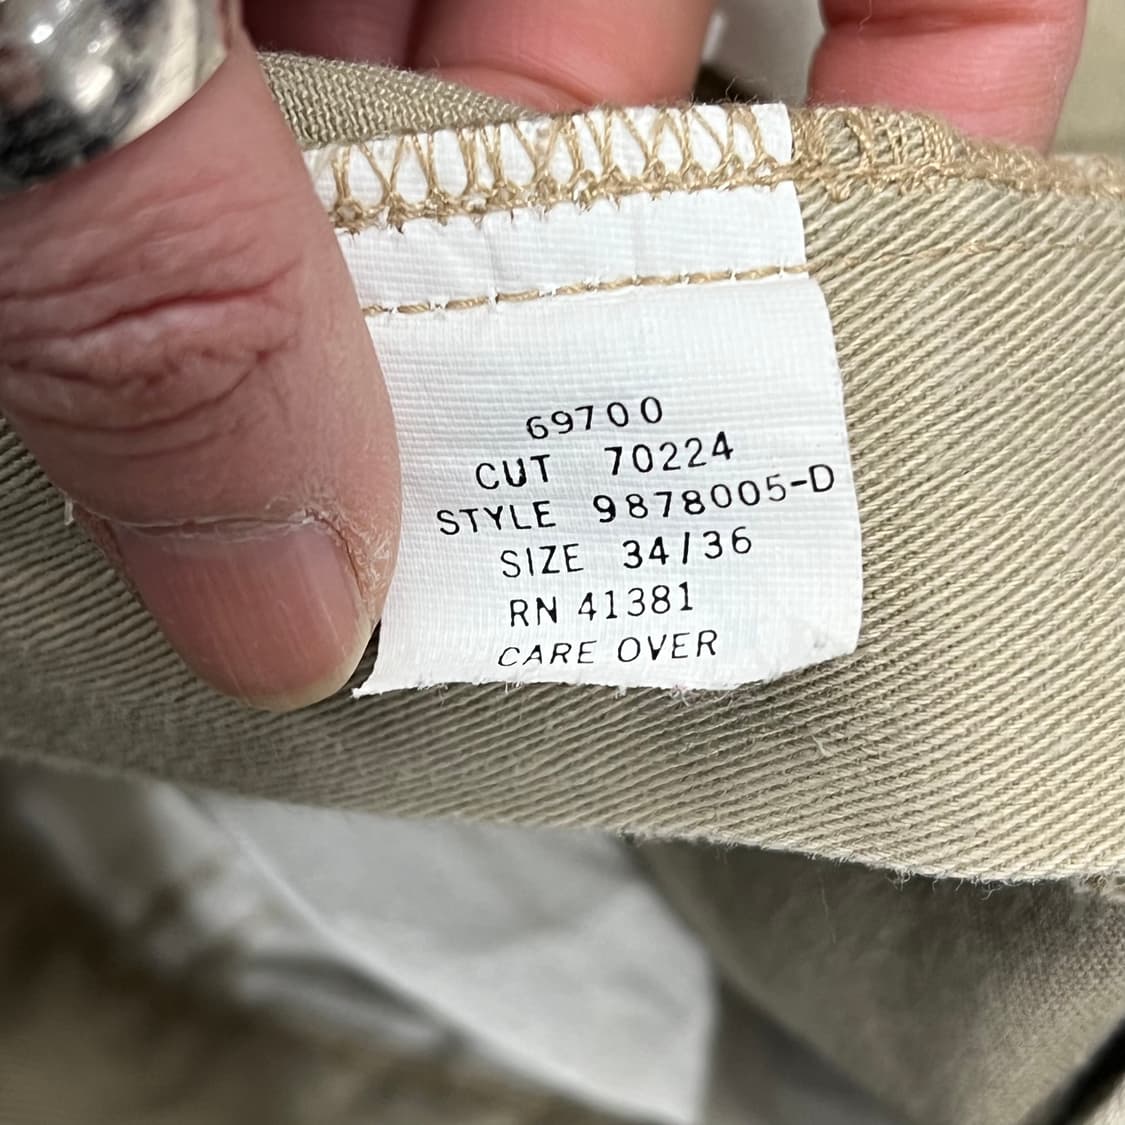 69700
CUT 70224
STYLE 9878005-D
SIZE 34/36
RN 41381
CARE OVER